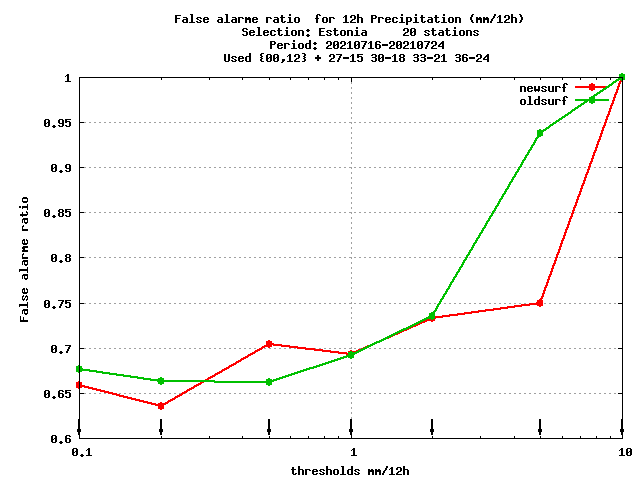 False alarme ratio  for 12h Precipitation (mm/12h)
Selection: Estonia     20 stations
Period: 20210716-20210724
Used {00,12} + 27-15 30-18 33-21 36-24
newsurf
oldsurf
1
0.95
0.9
0.85
0.8
0.75
0.7
0.65
0.6
False alarme ratio
0.1
1
10
thresholds mm/12h